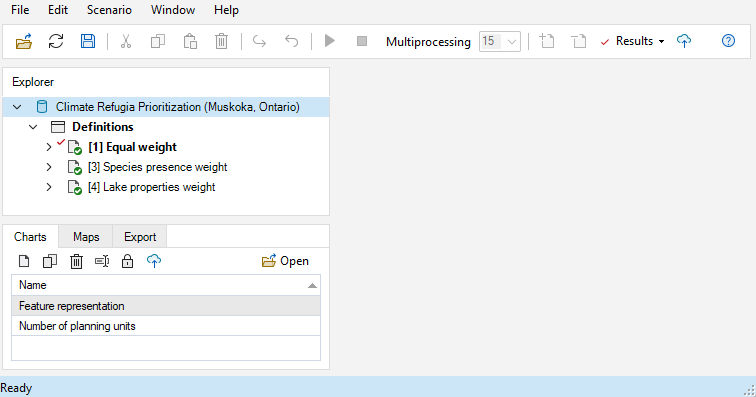 File Edit Scenario Window Help
Multiprocessing 15 Results
Explorer
Climate Refugia Prioritization (Muskoka, Ontario)
Definitions
[1] Equal weight
[3] Species presence weight
[4] Lake properties weight
Charts Maps Export
Open
Name
Feature representation
Number of planning units
Ready